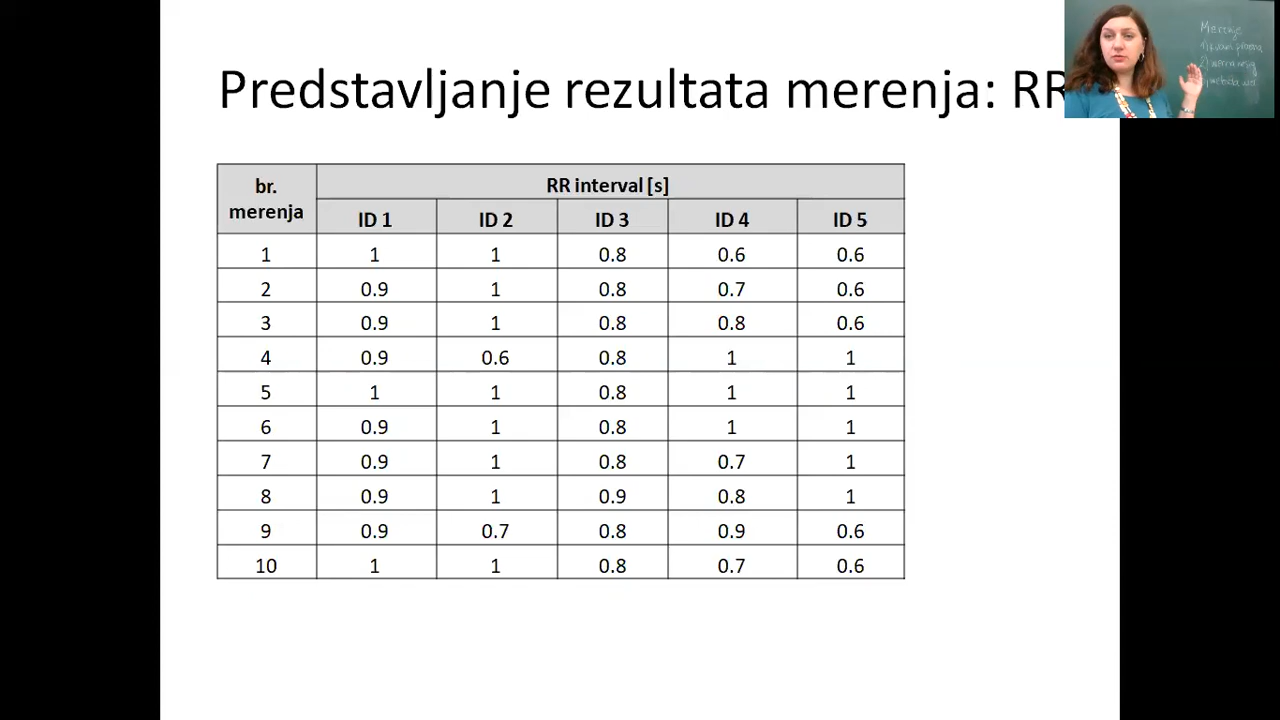 Predstavljanje rezultata merenja: RR
br. merenja RR interval [s]
ID 1 ID 2 ID 3 ID 4 ID 5
1 1 1 0.8 0.6 0.6
2 0.9 1 0.8 0.7 0.6
3 0.9 1 0.8 0.8 0.6
4 0.9 0.6 0.8 1 1
5 1 1 0.8 1 1
6 0.9 1 0.8 1 1
7 0.9 1 0.8 0.7 1
8 0.9 1 0.9 0.8 1
9 0.9 0.7 0.8 0.9 0.6
10 1 1 0.8 0.7 0.6
Merenje